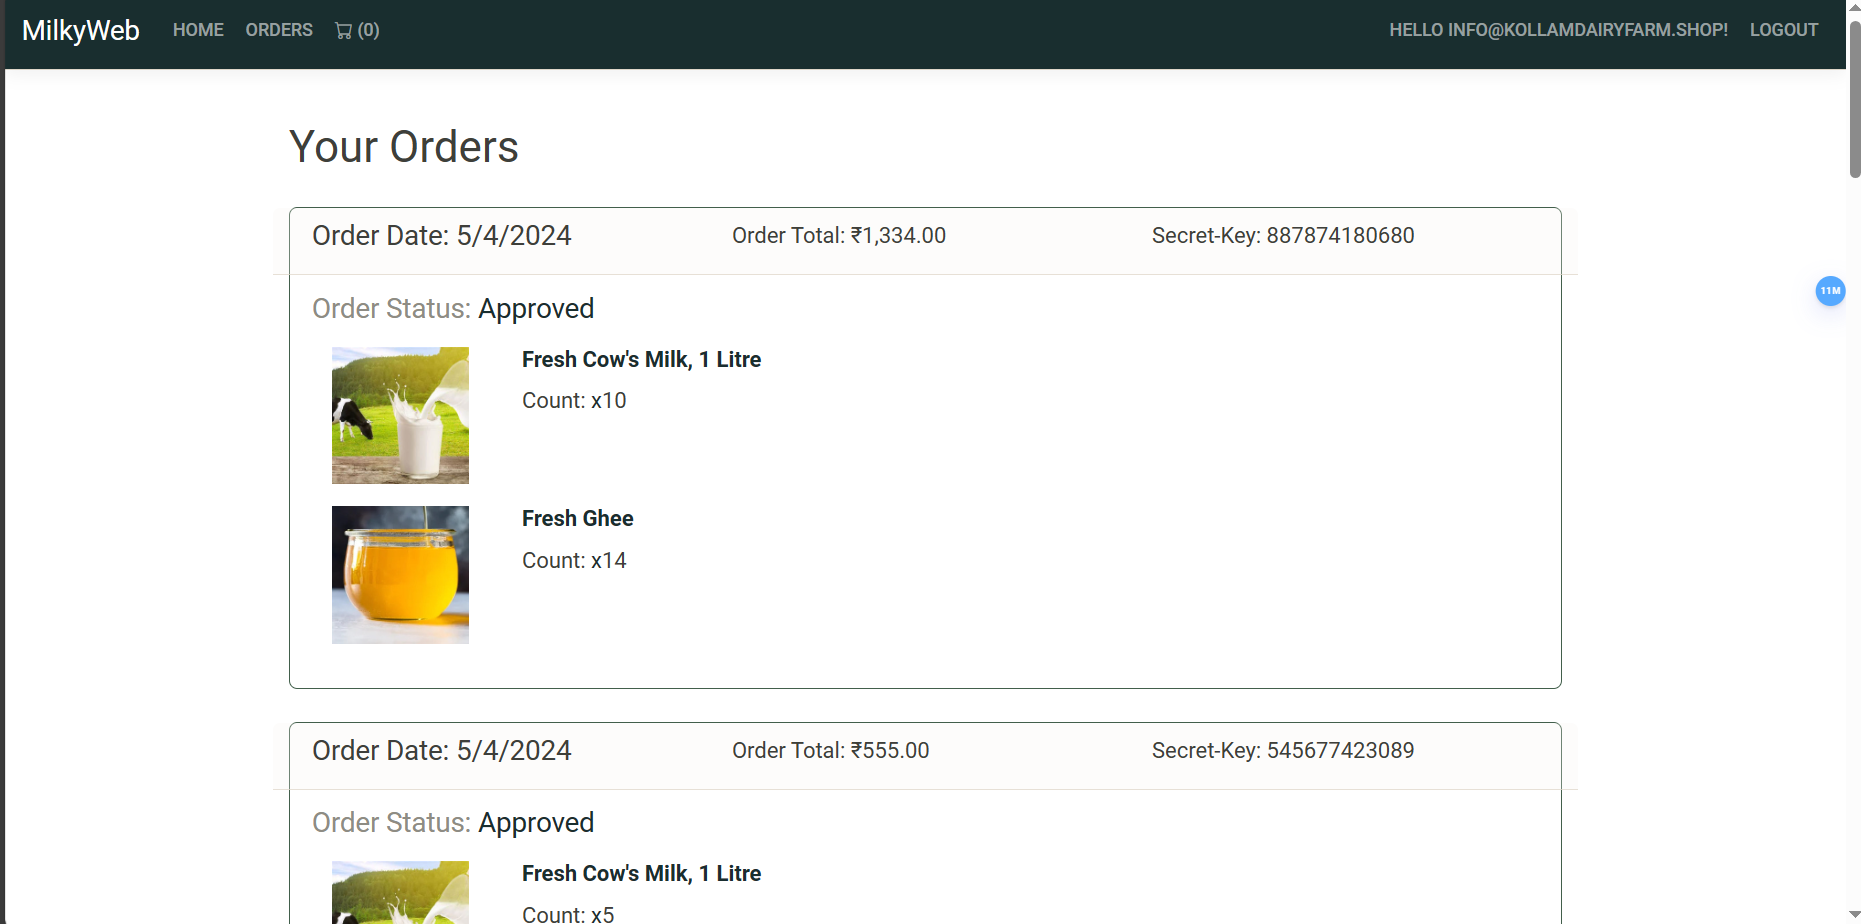 MilkyWeb HOME ORDERS (0) HELLO INFO@KOLLAMDAIRYFARM.SHOP! LOGOUT
Your Orders
Order Date: 5/4/2024 Order Total: ₹1,334.00 Secret-Key: 887874180680
Order Status: Approved
Fresh Cow's Milk, 1 Litre
Count: x10
Fresh Ghee
Count: x14
11M
Order Date: 5/4/2024 Order Total: ₹555.00 Secret-Key: 545677423089
Order Status: Approved
Fresh Cow's Milk, 1 Litre
Count: x5